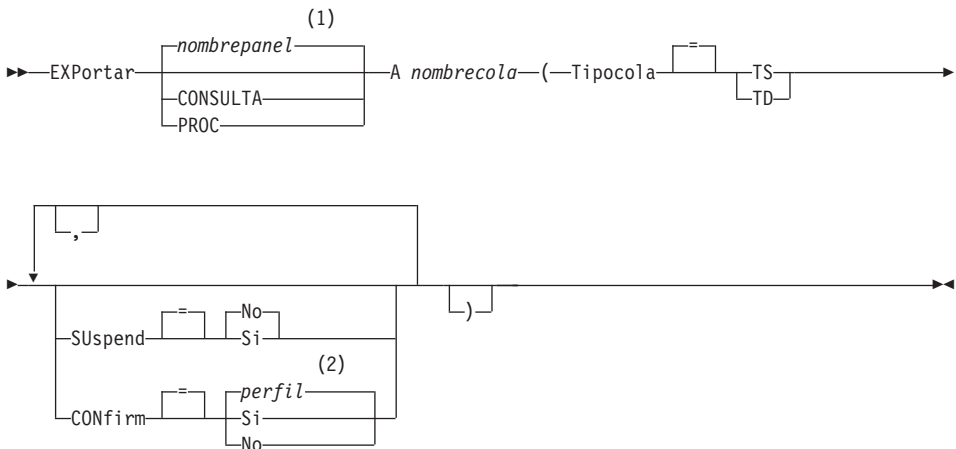 (1)
nombrepanel
EXPortar
CONSULTA
PROC
A nombrecola ( Tipocola = TS
TD
,
SUspend = No
Si
(2)
CONfirm = perfil
Si
No
)